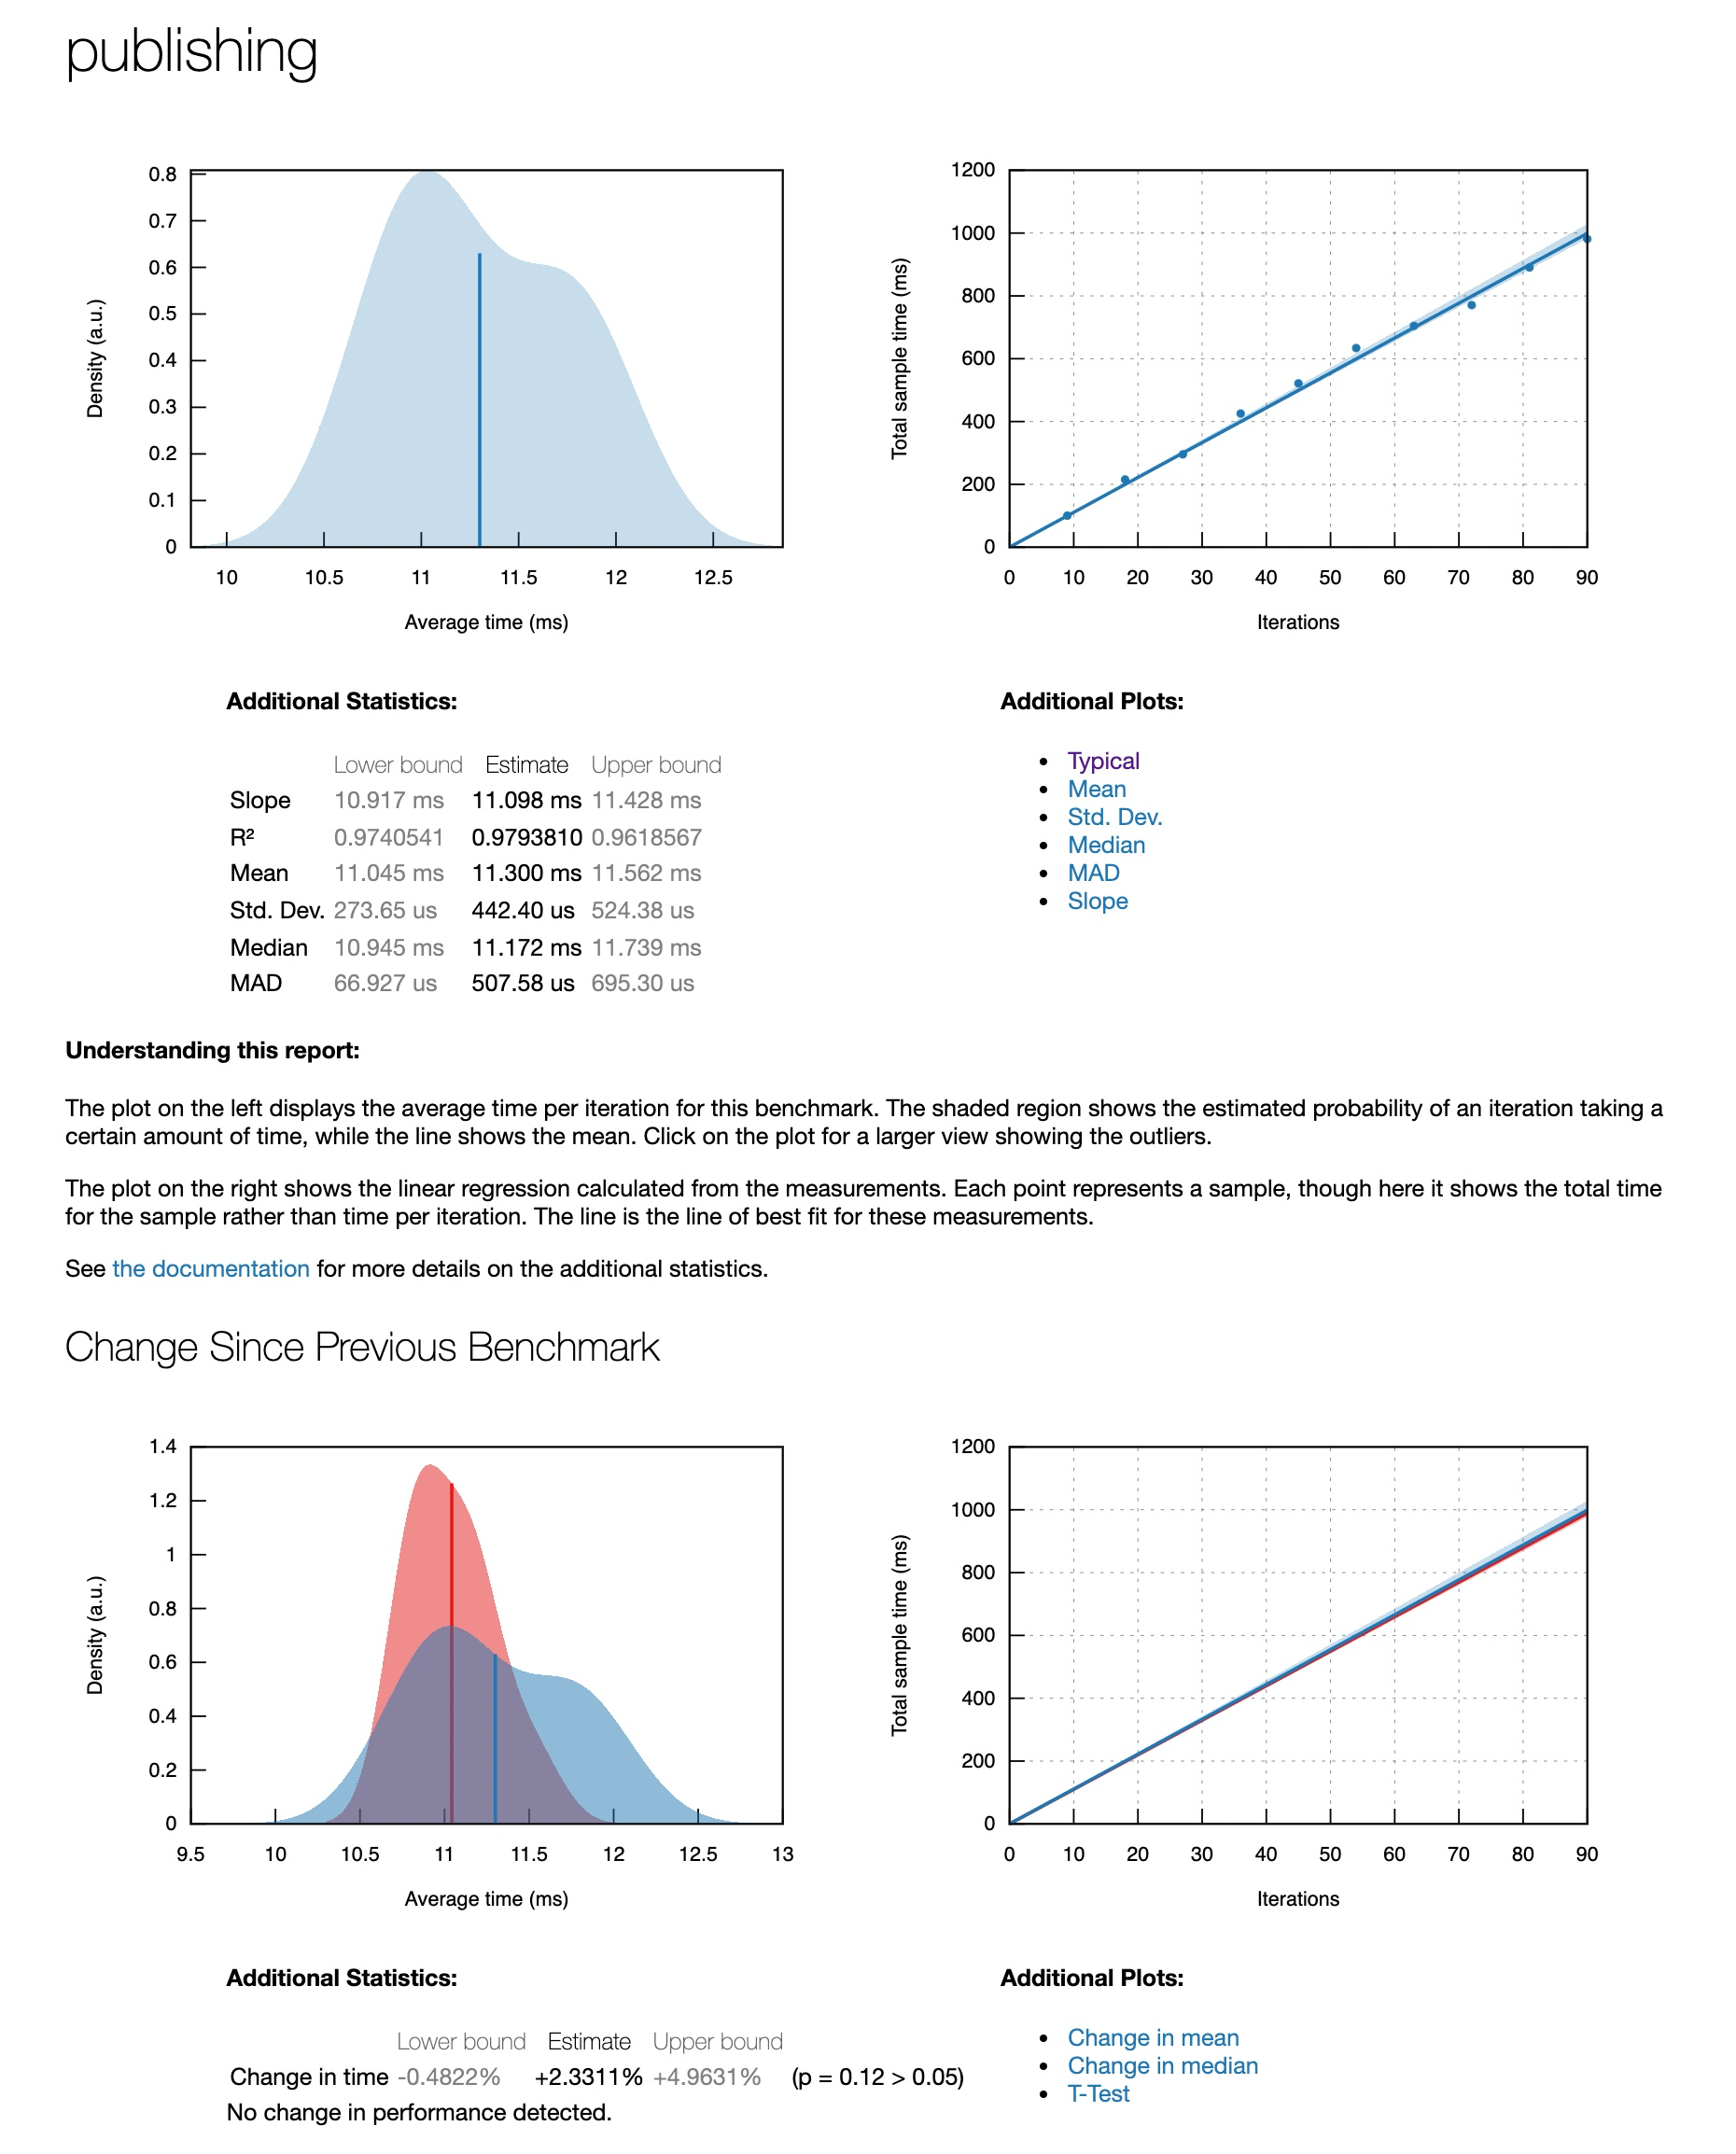 publishing
0.8
0.7
0.6
0.5
0.4
0.3
0.2
0.1
0
Density (a.u.)
10 10.5 11 11.5 12 12.5
Average time (ms)
1200
1000
800
600
400
200
0
Total sample time (ms)
0 10 20 30 40 50 60 70 80 90
Iterations
Additional Statistics:
Lower bound Estimate Upper bound
Slope 10.917 ms 11.098 ms 11.428 ms
R² 0.9740541 0.9793810 0.9618567
Mean 11.045 ms 11.300 ms 11.562 ms
Std. Dev. 273.65 us 442.40 us 524.38 us
Median 10.945 ms 11.172 ms 11.739 ms
MAD 66.927 us 507.58 us 695.30 us
Additional Plots:
• Typical
• Mean
• Std. Dev.
• Median
• MAD
• Slope
Understanding this report:
The plot on the left displays the average time per iteration for this benchmark. The shaded region shows the estimated probability of an iteration taking a
certain amount of time, while the line shows the mean. Click on the plot for a larger view showing the outliers.
The plot on the right shows the linear regression calculated from the measurements. Each point represents a sample, though here it shows the total time
for the sample rather than time per iteration. The line is the line of best fit for these measurements.
See the documentation for more details on the additional statistics.
Change Since Previous Benchmark
1.4
1.2
1
0.8
0.6
0.4
0.2
0
Density (a.u.)
9.5 10 10.5 11 11.5 12 12.5 13
Average time (ms)
1200
1000
800
600
400
200
0
Total sample time (ms)
0 10 20 30 40 50 60 70 80 90
Iterations
Additional Statistics:
Lower bound Estimate Upper bound
Change in time -0.4822% +2.3311% +4.9631% (p = 0.12 > 0.05)
No change in performance detected.
Additional Plots:
• Change in mean
• Change in median
• T-Test